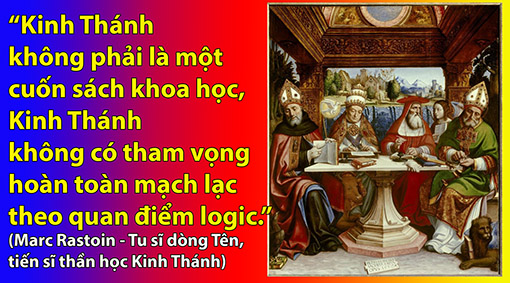 “Kinh Thánh
không phải là một
cuốn sách khoa học,
Kinh Thánh
không có tham vọng
hoàn toàn mạch lạc
theo quan điểm logic.”
(Marc Rastoin - Tu sĩ dòng Tên,
tiến sĩ thần học Kinh Thánh)